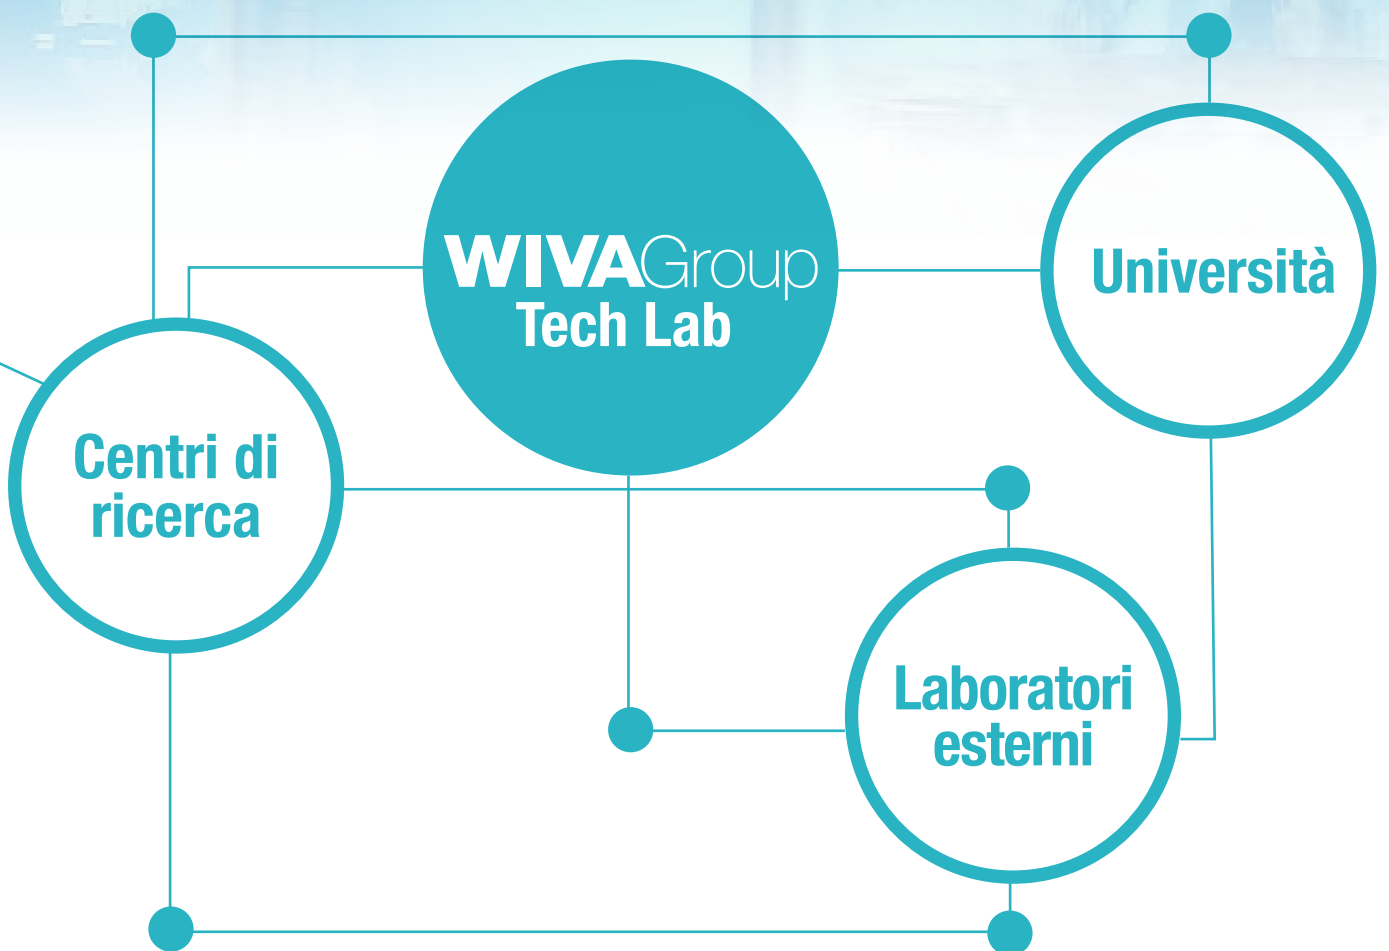 WIVAGroup
Tech Lab
Università
Centri di
ricerca
Laboratori
esterni